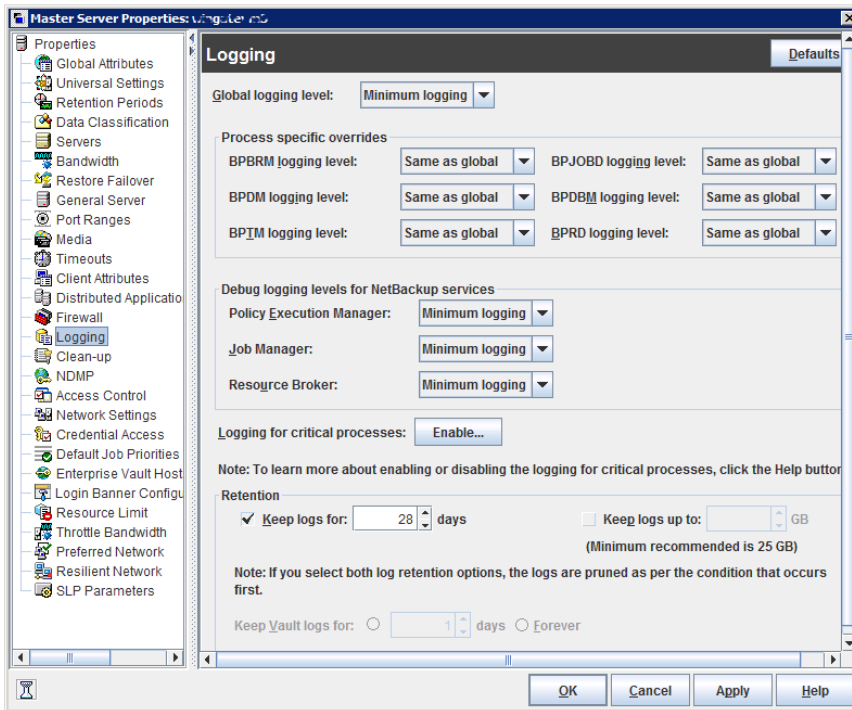 Master Server Properties:
Properties
Global Attributes
Universal Settings
Retention Periods
Data Classification
Servers
Bandwidth
Restore Failover
General Server
Port Ranges
Media
Timeouts
Client Attributes
Distributed Applicatio
Firewall
Logging
Clean-up
NDMP
Access Control
Network Settings
Credential Access
Default Job Priorities
Enterprise Vault Host
Login Banner Configu
Resource Limit
Throttle Bandwidth
Preferred Network
Resilient Network
SLP Parameters
Logging
Defaults
Global logging level: Minimum logging
Process specific overrides
BPBRM logging level: Same as global BPJOBD logging level: Same as global
BPDM logging level: Same as global BPDBM logging level: Same as global
BPTM logging level: Same as global BPRD logging level: Same as global
Debug logging levels for NetBackup services
Policy Execution Manager: Minimum logging
Job Manager: Minimum logging
Resource Broker: Minimum logging
Logging for critical processes: Enable...
Note: To learn more about enabling or disabling the logging for critical processes, click the Help button
Retention
Keep logs for: 28 days Keep logs up to: GB
(Minimum recommended is 25 GB)
Note: If you select both log retention options, the logs are pruned as per the condition that occurs
first.
Keep Vault logs for: 1 days Forever
OK Cancel Apply Help